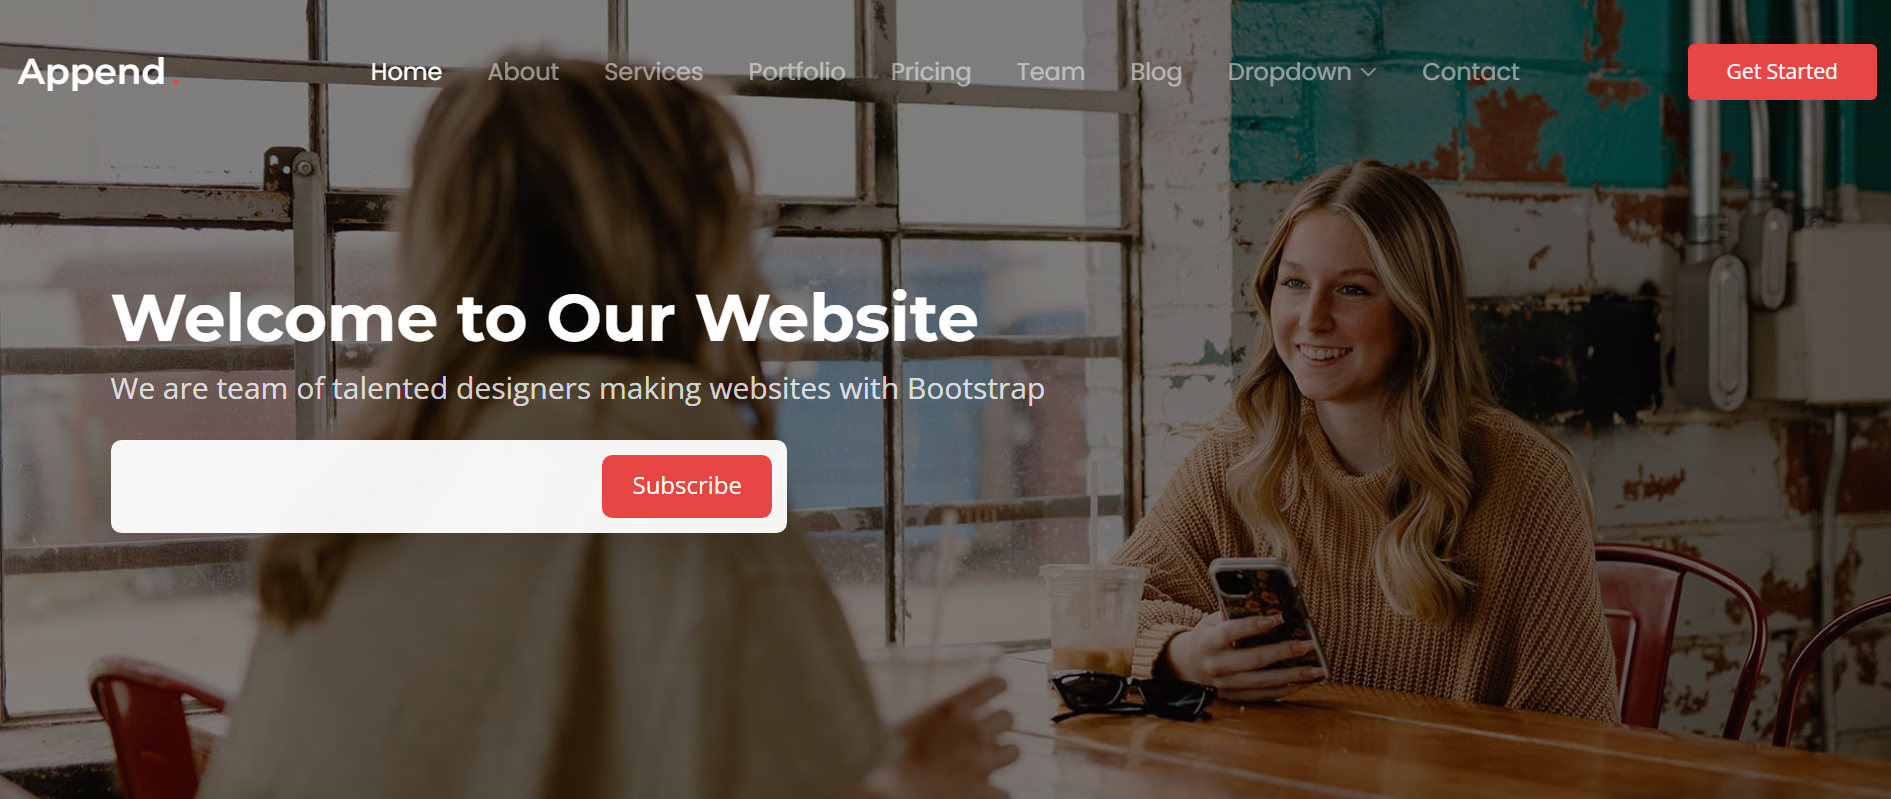 Append.
Home About Services Portfolio Pricing Team Blog Dropdown Contact
Get Started
Welcome to Our Website
We are team of talented designers making websites with Bootstrap
Subscribe